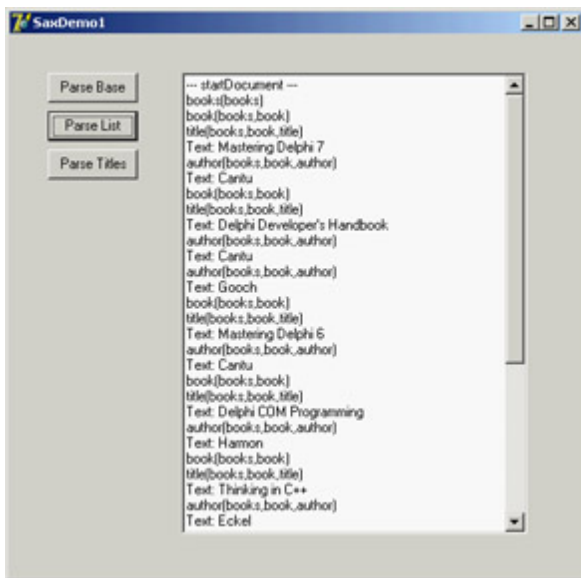 SaxDemo1
Parse Base
Parse List
Parse Titles
--- startDocument ---
books(books)
book(books,book)
title(books,book,title)
Text: Mastering Delphi 7
author(books,book,author)
Text: Cantu
book(books,book)
title(books,book,title)
Text: Delphi Developer's Handbook
author(books,book,author)
Text: Cantu
author(books,book,author)
Text: Gooch
book(books,book)
title(books,book,title)
Text: Mastering Delphi 6
author(books,book,author)
Text: Cantu
book(books,book)
title(books,book,title)
Text: Delphi COM Programming
author(books,book,author)
Text: Harmon
book(books,book)
title(books,book,title)
Text: Thinking in C++
author(books,book,author)
Text: Eckel